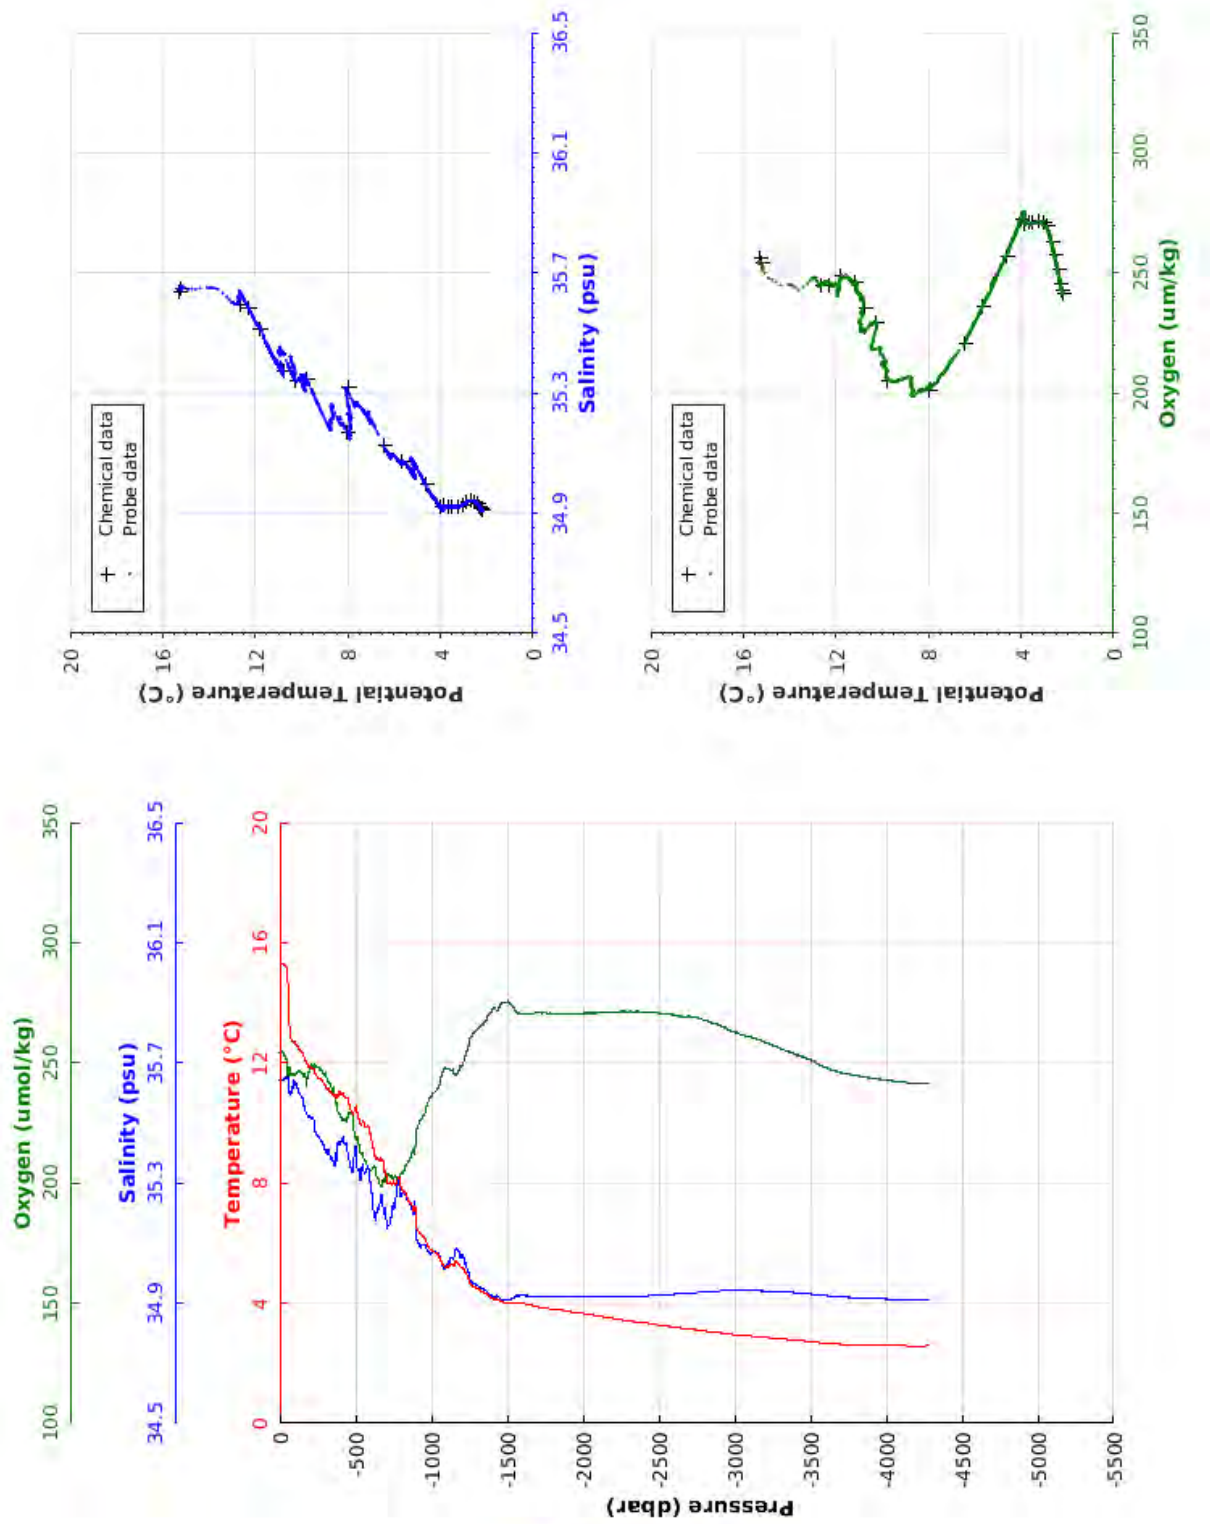 Oxygen (umol/kg)
100 150 200 250 300 350
Salinity (psu)
34.5 34.9 35.3 35.7 36.1 36.5
Temperature (°C)
0 4 8 12 16 20
0
-500
-1000
-1500
-2000
-2500
-3000
-3500
-4000
-4500
-5000
-5500
Pressure (dbar)
20
16
12
8
4
0
Potential Temperature (°C)
+ Chemical data
. Probe data
34.5 34.9 35.3 35.7 36.1 36.5
Salinity (psu)
20
16
12
8
4
0
Potential Temperature (°C)
+ Chemical data
. Probe data
100 150 200 250 300 350
Oxygen (um/kg)